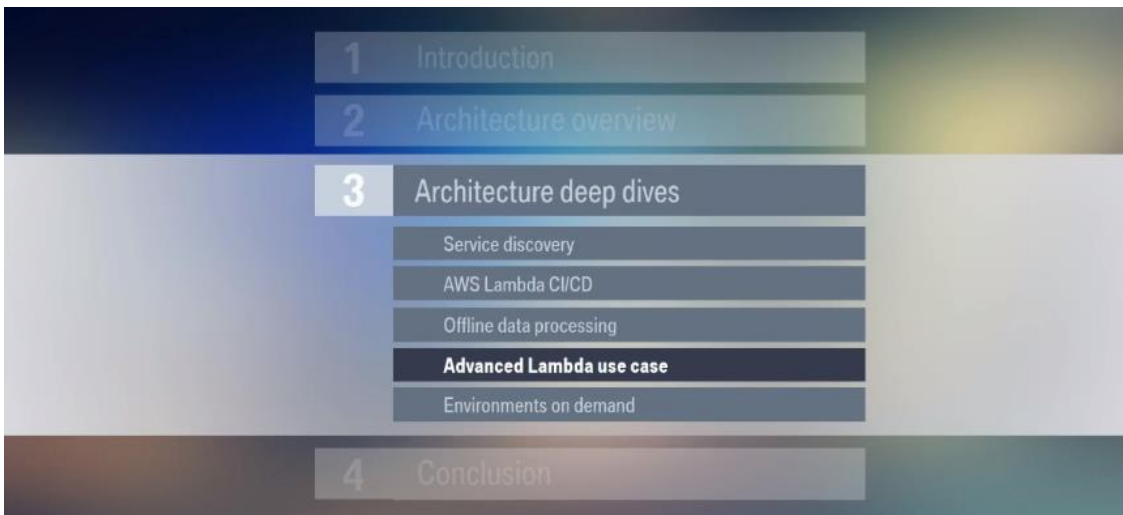 1 Introduction
2 Architecture overview
3 Architecture deep dives
Service discovery
AWS Lambda CI/CD
Offline data processing
Advanced Lambda use case
Environments on demand
4 Conclusion